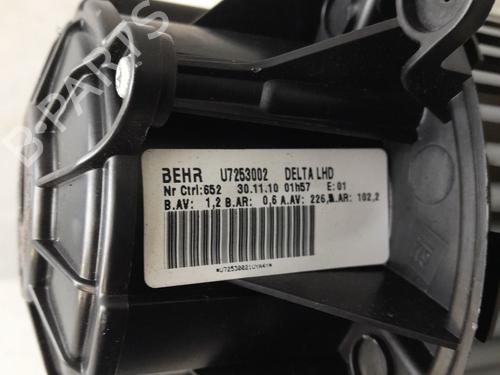 B-PARTS
BEHR U7253002 DELTA LHD
Nr Ctrl:652 30.11.10 01h57 E:01
B.AV: 1,2 B.AR: 0,6 A.AV: 226, AR: 102,2